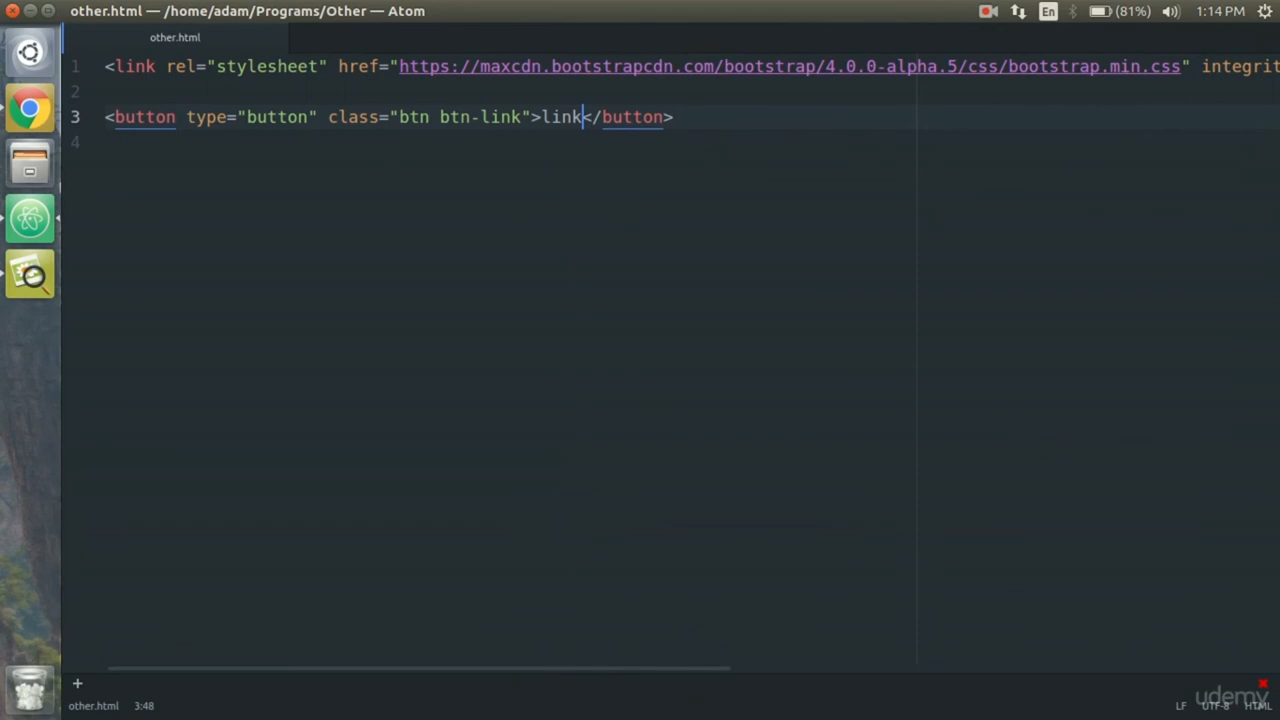 other.html — /home/adam/Programs/Other — Atom
En
(81%)
1:14 PM
other.html
1 <link rel="stylesheet" href="https://maxcdn.bootstrapcdn.com/bootstrap/4.0.0-alpha.5/css/bootstrap.min.css" integrit
2
3 <button type="button" class="btn btn-link">link</button>
4
+
other.html 3:48
LF UTF-8 HTML
udemy